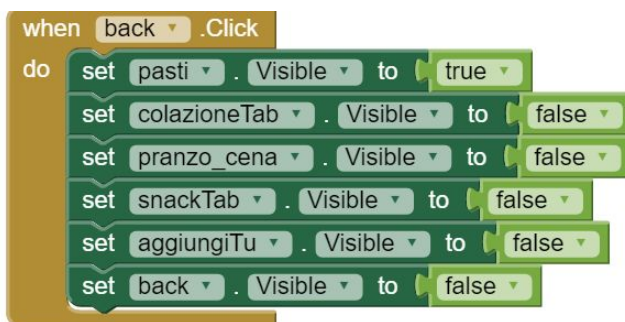 when back .Click
do set pasti . Visible to true
set colazioneTab . Visible to false
set pranzo_cena . Visible to false
set snackTab . Visible to false
set aggiungiTu . Visible to false
set back . Visible to false